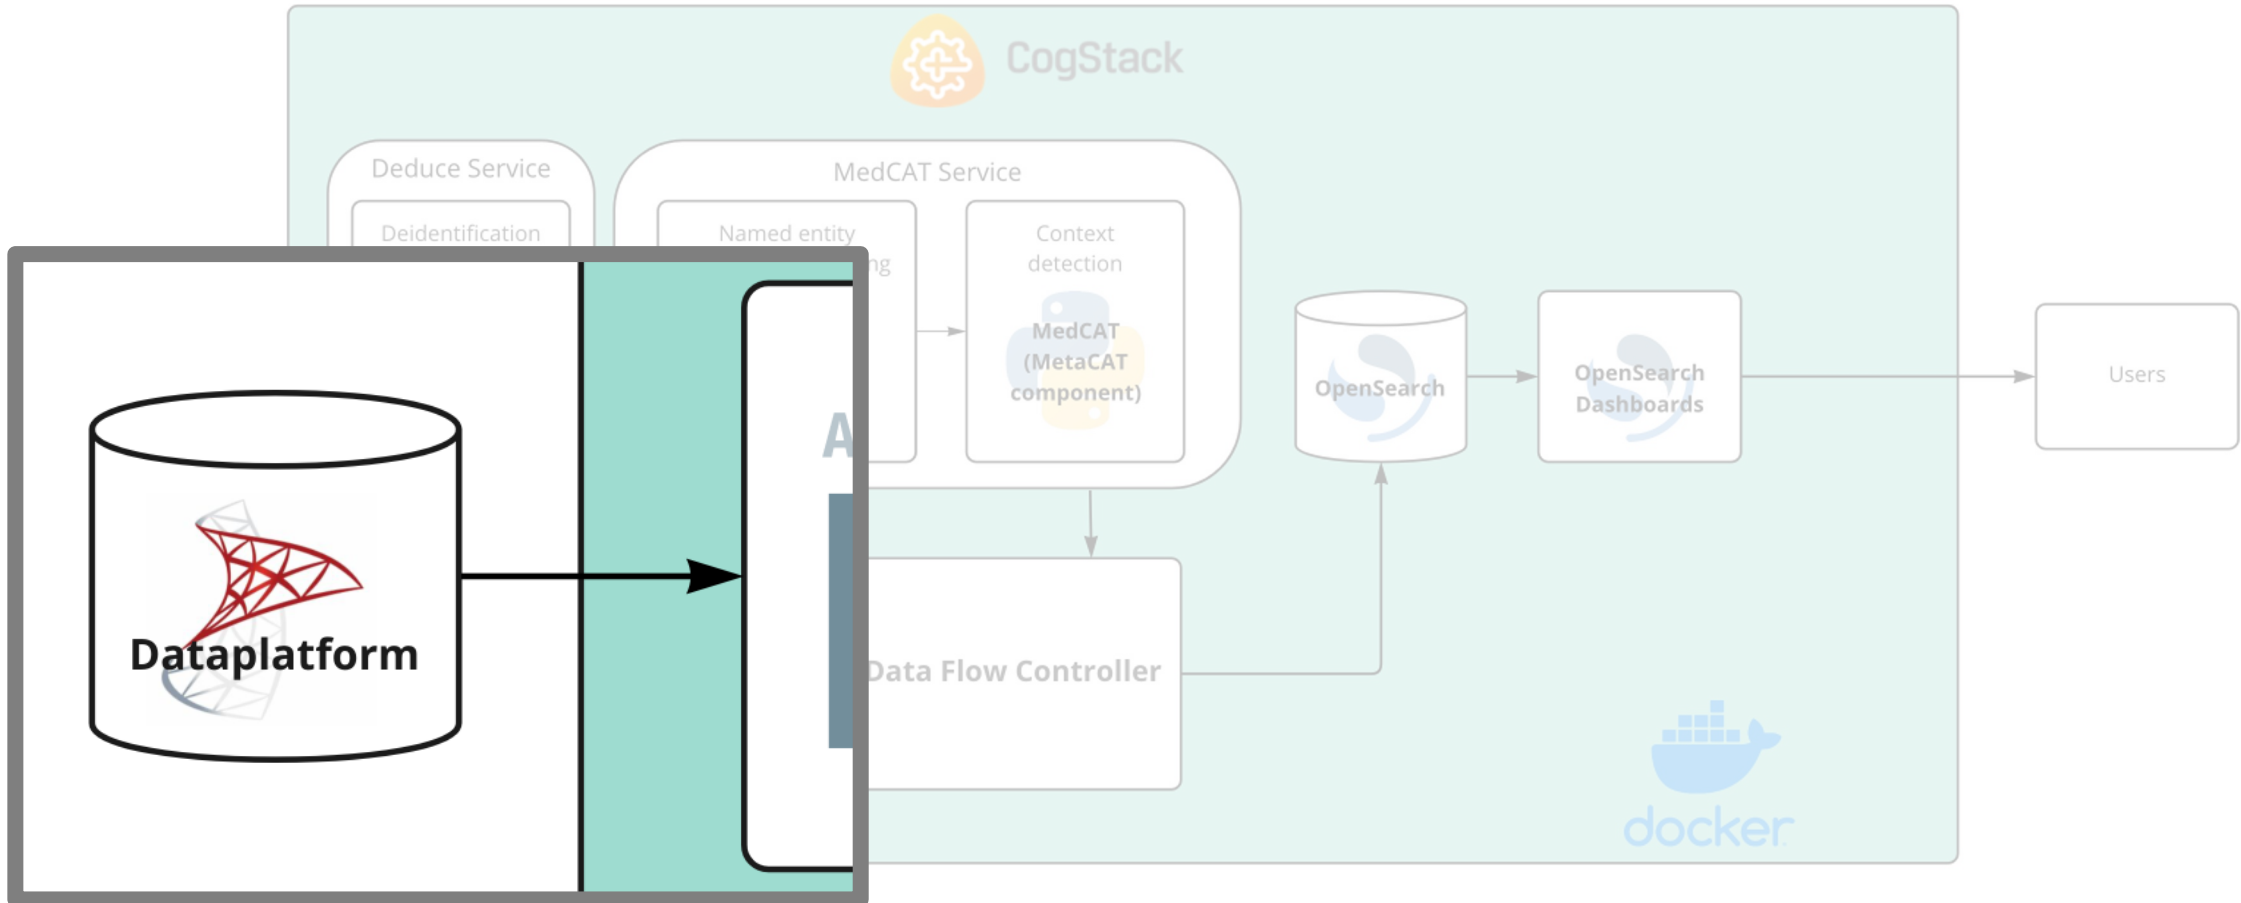 CogStack
Deduce Service
MedCAT Service
Deidentification
Named entity
ng
Context
detection
MedCAT
(MetaCAT
component)
A
OpenSearch
OpenSearch
Dashboards
Users
Dataplatform
Data Flow Controller
docker